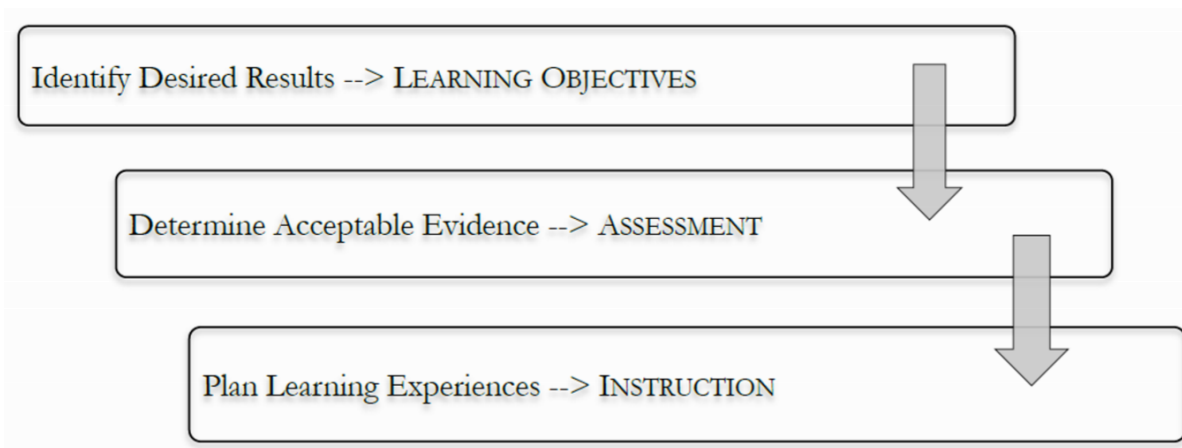 Identify Desired Results --> LEARNING OBJECTIVES
Determine Acceptable Evidence --> ASSESSMENT
Plan Learning Experiences --> INSTRUCTION